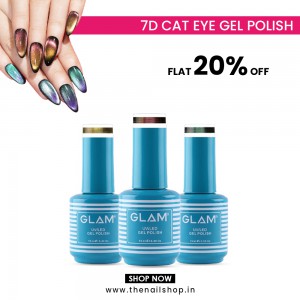 7D CAT EYE GEL POLISH
FLAT 20% OFF
GLAM
UV/LED
GEL POLISH
GLAM
UV/LED
GEL POLISH
GLAM
UV/LED
GEL POLISH
SHOP NOW
thenailshop.in